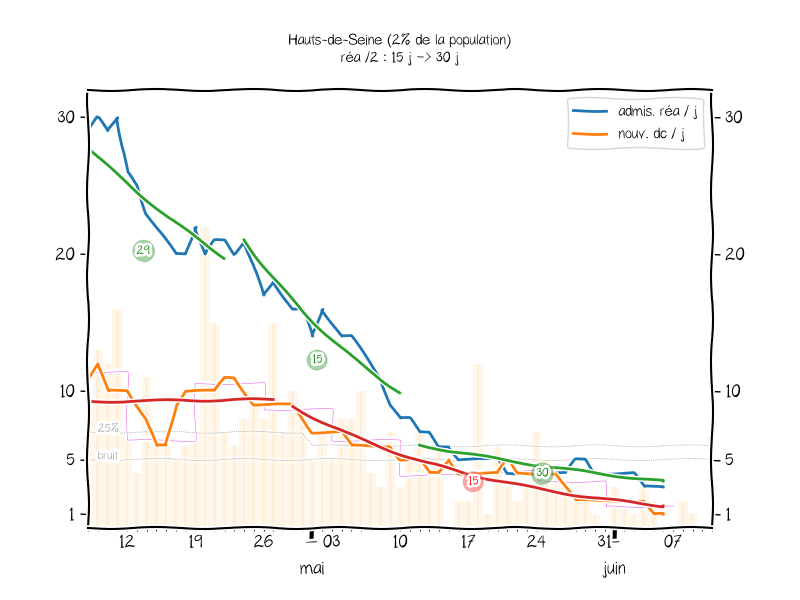 Hauts-de-Seine (2% de la population)
réa /2 : 15 j -> 30 j
admis. réa / j
nouv. dc / j
30
30
20
20
10
10
5
5
1
1
29
15
15
30
25%
bruit
12 19 26 03 10 17 24 31 07
mai juin